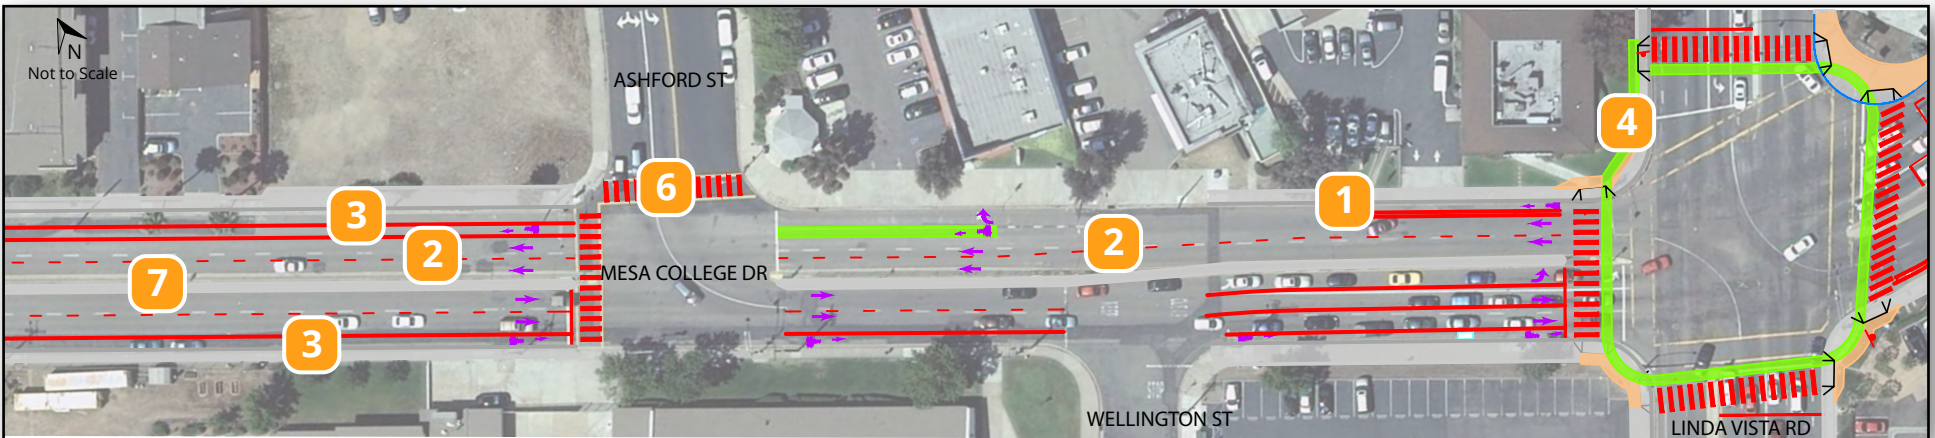 N
Not to Scale
ASHFORD ST
4
6
3
1
2
2
MESA COLLEGE DR
7
3
WELLINGTON ST
LINDA VISTA RD